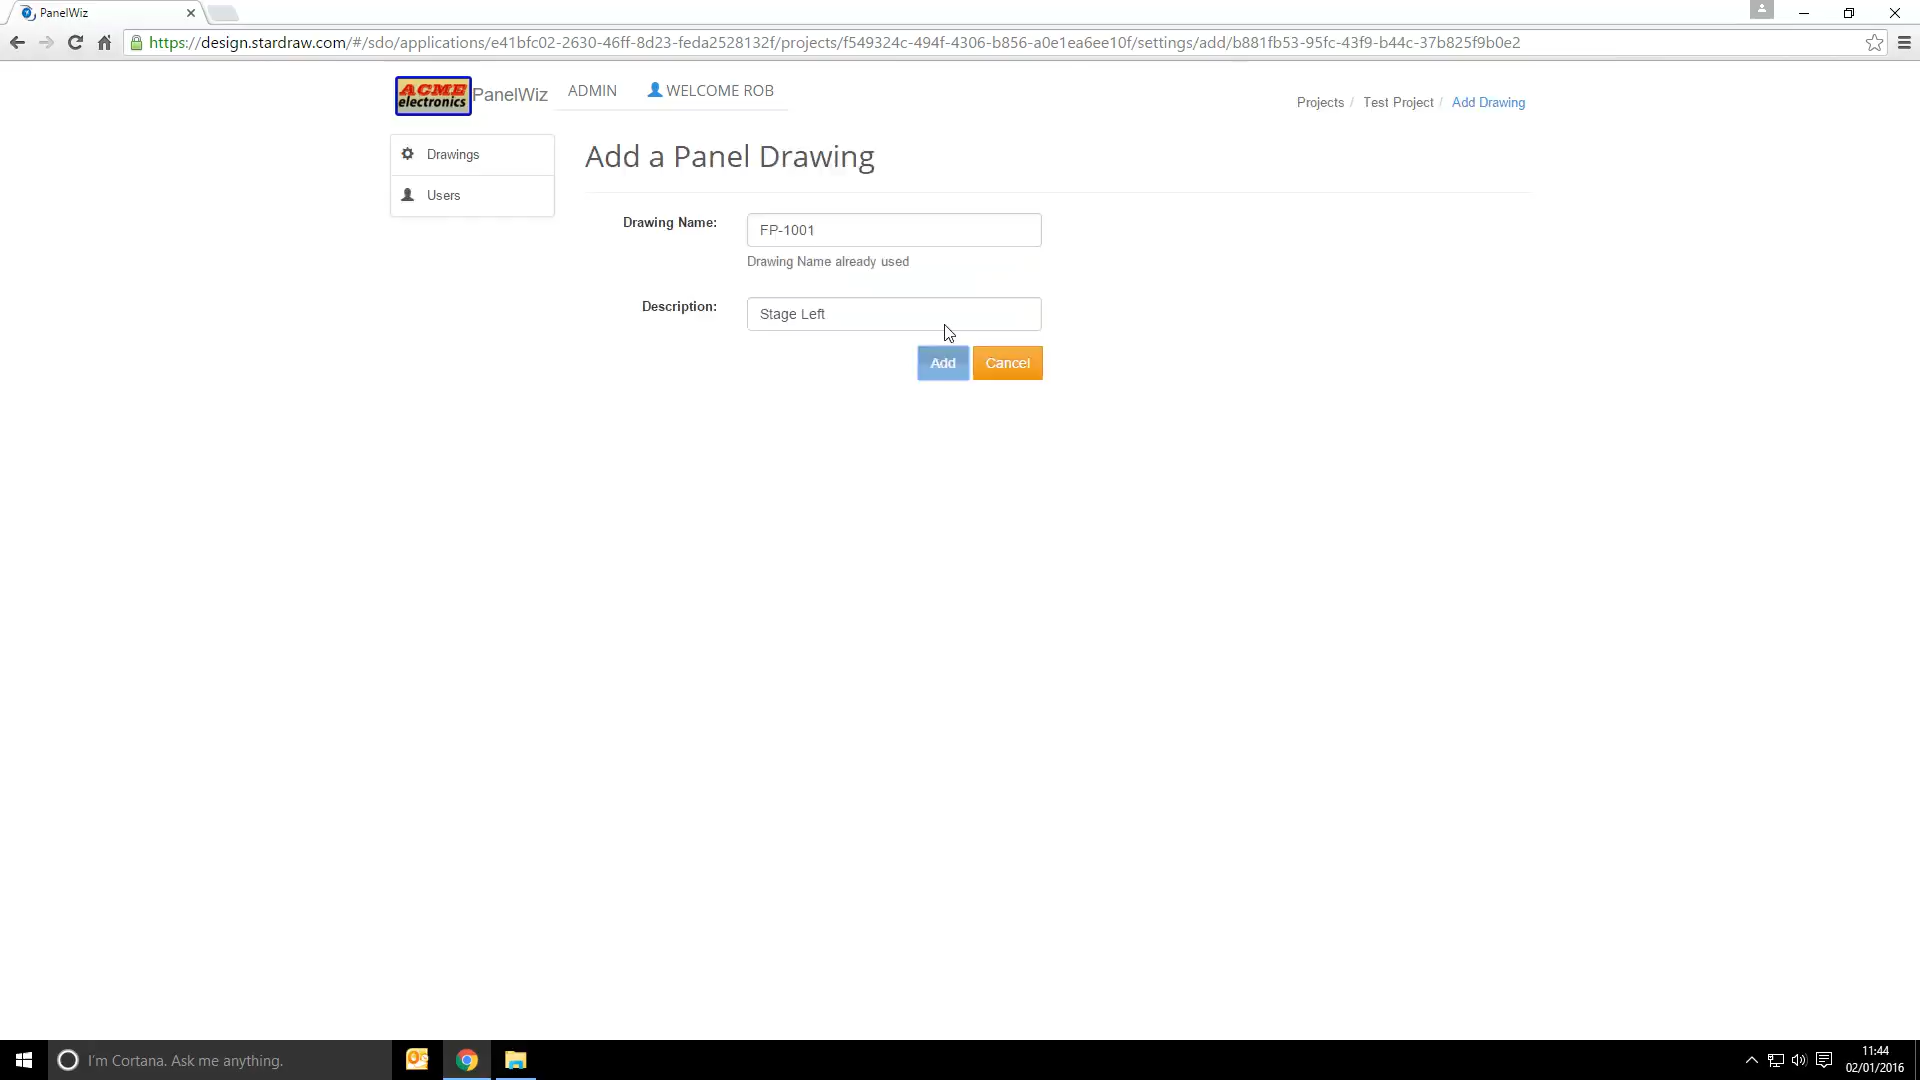 PanelWiz
https://design.stardraw.com/#/sdo/applications/e41bfc02-2630-46ff-8d23-feda2528132f/projects/f549324c-494f-4306-b856-a0e1ea6ee10f/settings/add/b881fb53-95fc-43f9-b44c-37b825f9b0e2
ACME
electronics
PanelWiz
ADMIN
WELCOME ROB
Projects / Test Project / Add Drawing
Drawings
Users
Add a Panel Drawing
Drawing Name:
FP-1001
Drawing Name already used
Description:
Stage Left
Add
Cancel
I'm Cortana. Ask me anything.
11:44
02/01/2016